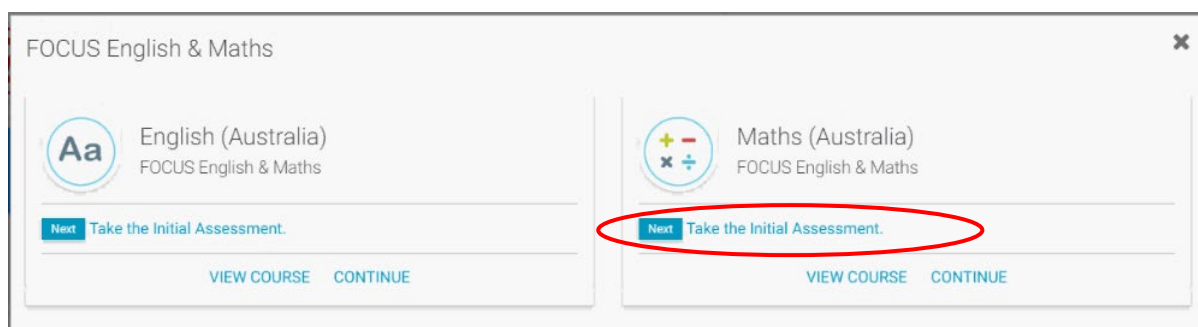 FOCUS English & Maths
Aa
English (Australia)
FOCUS English & Maths
Next Take the Initial Assessment.
VIEW COURSE CONTINUE
Maths (Australia)
FOCUS English & Maths
Next Take the Initial Assessment.
VIEW COURSE CONTINUE